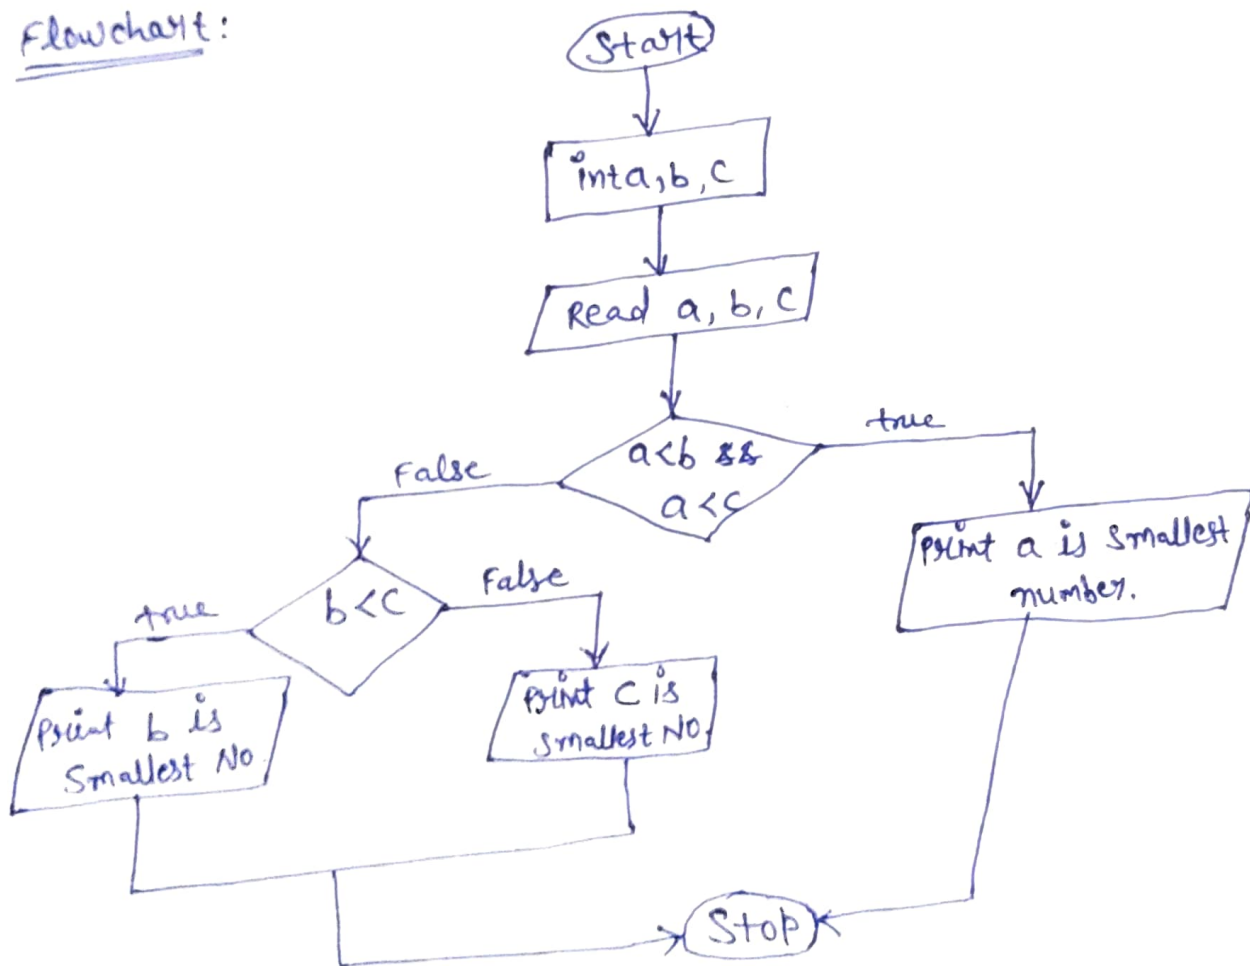 Flowchart:
Start
int a, b, c
Read a, b, c
a<b &&
a<c
true
False
Print a is smallest
number.
b<c
true
False
Print b is
Smallest No
Print C is
smallest No.
Stop